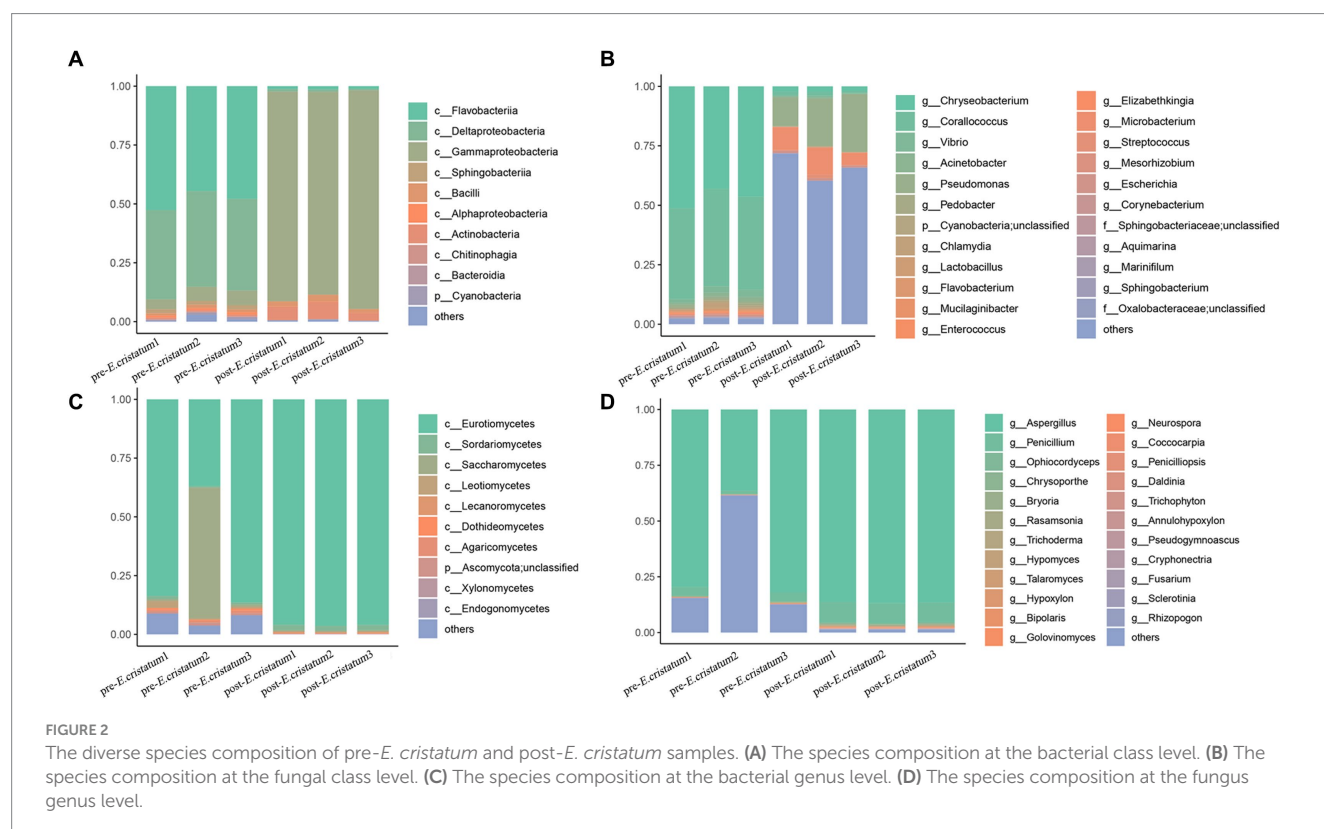 A
1.00
0.75
0.50
0.25
0.00
pre-E.cristatum1
pre-E.cristatum2
pre-E.cristatum3
post-E.cristatum1
post-E.cristatum2
post-E.cristatum3
c__Flavobacteriia
c__Deltaproteobacteria
c__Gammaproteobacteria
c__Sphingobacteriia
c__Bacilli
c__Alphaproteobacteria
c__Actinobacteria
c__Chitinophagia
c__Bacteroidia
p__Cyanobacteria
others
B
1.00
0.75
0.50
0.25
0.00
pre-E.cristatum1
pre-E.cristatum2
pre-E.cristatum3
post-E.cristatum1
post-E.cristatum2
post-E.cristatum3
g__Chryseobacterium
g__Corallococcus
g__Vibrio
g__Acinetobacter
g__Pseudomonas
g__Pedobacter
p__Cyanobacteria;unclassified
g__Chlamydia
g__Lactobacillus
g__Flavobacterium
g__Mucilaginibacter
g__Enterococcus
g__Elizabethkingia
g__Microbacterium
g__Streptococcus
g__Mesorhizobium
g__Escherichia
g__Corynebacterium
f__Sphingobacteriaceae;unclassified
g__Aquimarina
g__Marinifilum
g__Sphingobacterium
f__Oxalobacteraceae;unclassified
others
C
1.00
0.75
0.50
0.25
0.00
pre-E.cristatum1
pre-E.cristatum2
pre-E.cristatum3
post-E.cristatum1
post-E.cristatum2
post-E.cristatum3
c__Eurotiomycetes
c__Sordariomycetes
c__Saccharomycetes
c__Leotiomycetes
c__Lecanoromycetes
c__Dothideomycetes
c__Agaricomycetes
p__Ascomycota;unclassified
c__Xylonomycetes
c__Endogonomycetes
others
D
1.00
0.75
0.50
0.25
0.00
pre-E.cristatum1
pre-E.cristatum2
pre-E.cristatum3
post-E.cristatum1
post-E.cristatum2
post-E.cristatum3
g__Aspergillus
g__Penicillium
g__Ophiocordyceps
g__Chrysoporthe
g__Bryoria
g__Rasamsonia
g__Trichoderma
g__Hypomyces
g__Talaromyces
g__Hypoxylon
g__Bipolaris
g__Golovinomyces
g__Neurospora
g__Coccocarpia
g__Penicilliopsis
g__Daldinia
g__Trichophyton
g__Annulohypoxylon
g__Pseudogymnoascus
g__Cryphonectria
g__Fusarium
g__Sclerotinia
g__Rhizopogon
others
FIGURE 2
The diverse species composition of pre-E. cristatum and post-E. cristatum samples. (A) The species composition at the bacterial class level. (B) The
species composition at the fungal class level. (C) The species composition at the bacterial genus level. (D) The species composition at the fungus
genus level.